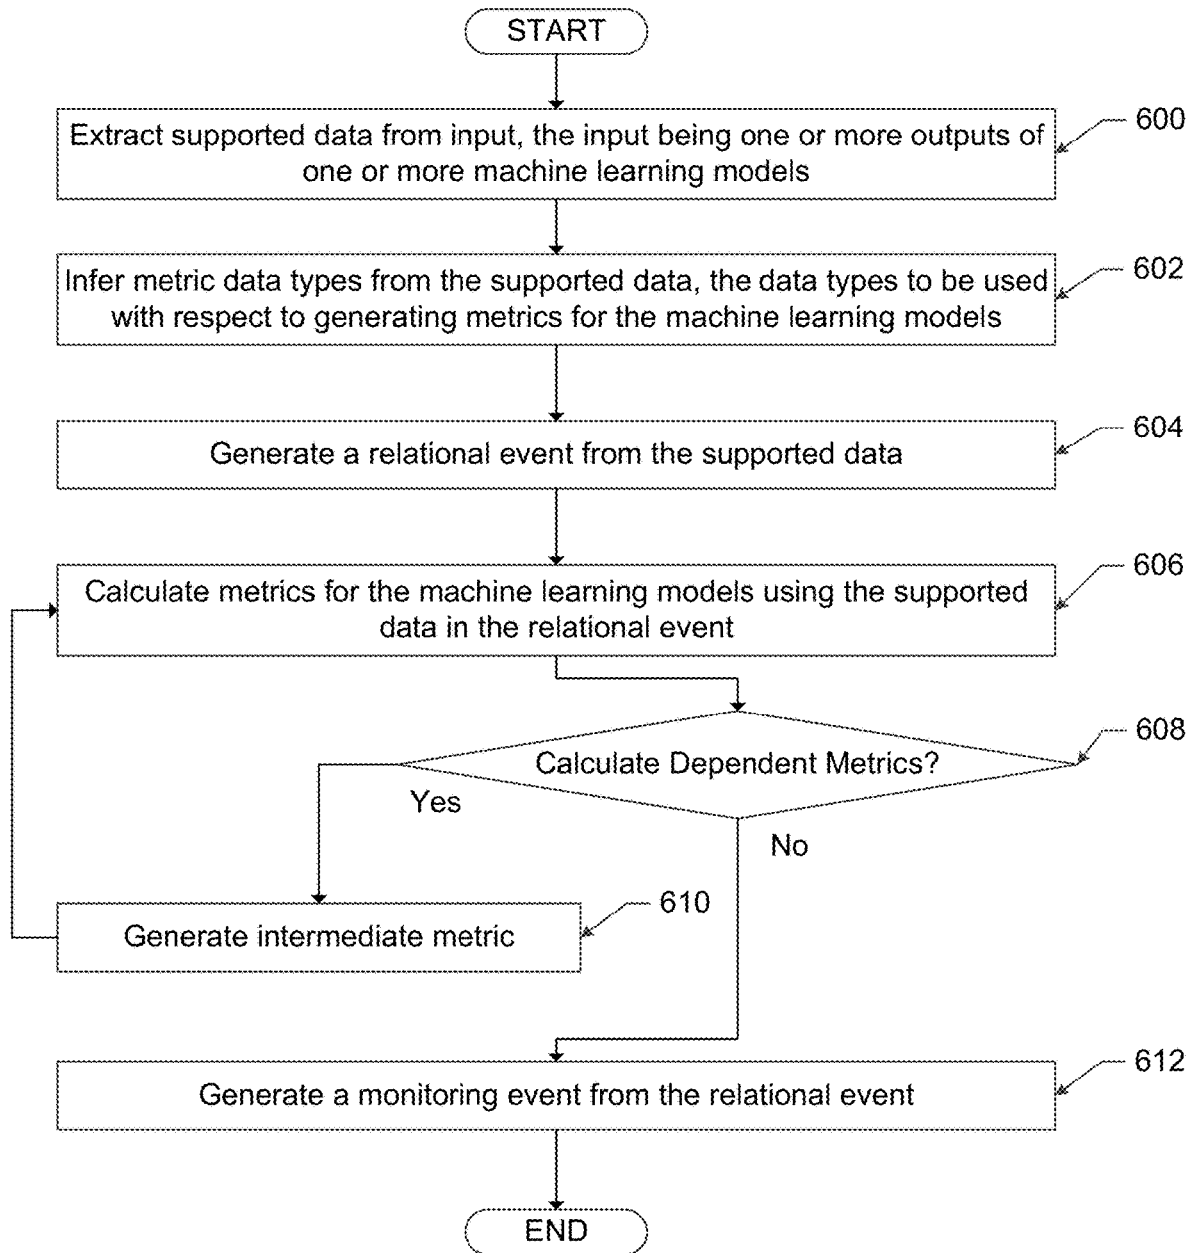 START
Extract supported data from input, the input being one or more outputs of
one or more machine learning models
600
Infer metric data types from the supported data, the data types to be used
with respect to generating metrics for the machine learning models
602
Generate a relational event from the supported data
604
Calculate metrics for the machine learning models using the supported
data in the relational event
606
Calculate Dependent Metrics?
608
Yes
No
Generate intermediate metric
610
Generate a monitoring event from the relational event
612
END